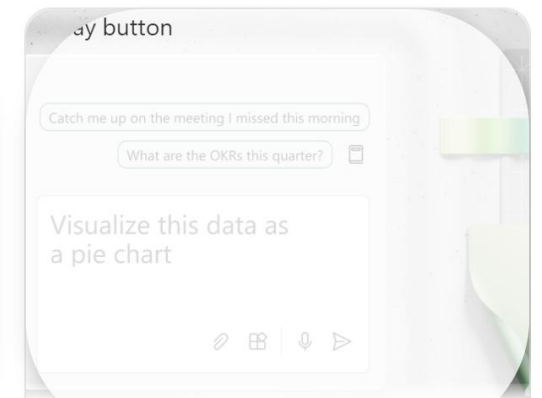 ay button
Catch me up on the meeting I missed this morning
What are the OKRs this quarter?
Visualize this data as
a pie chart